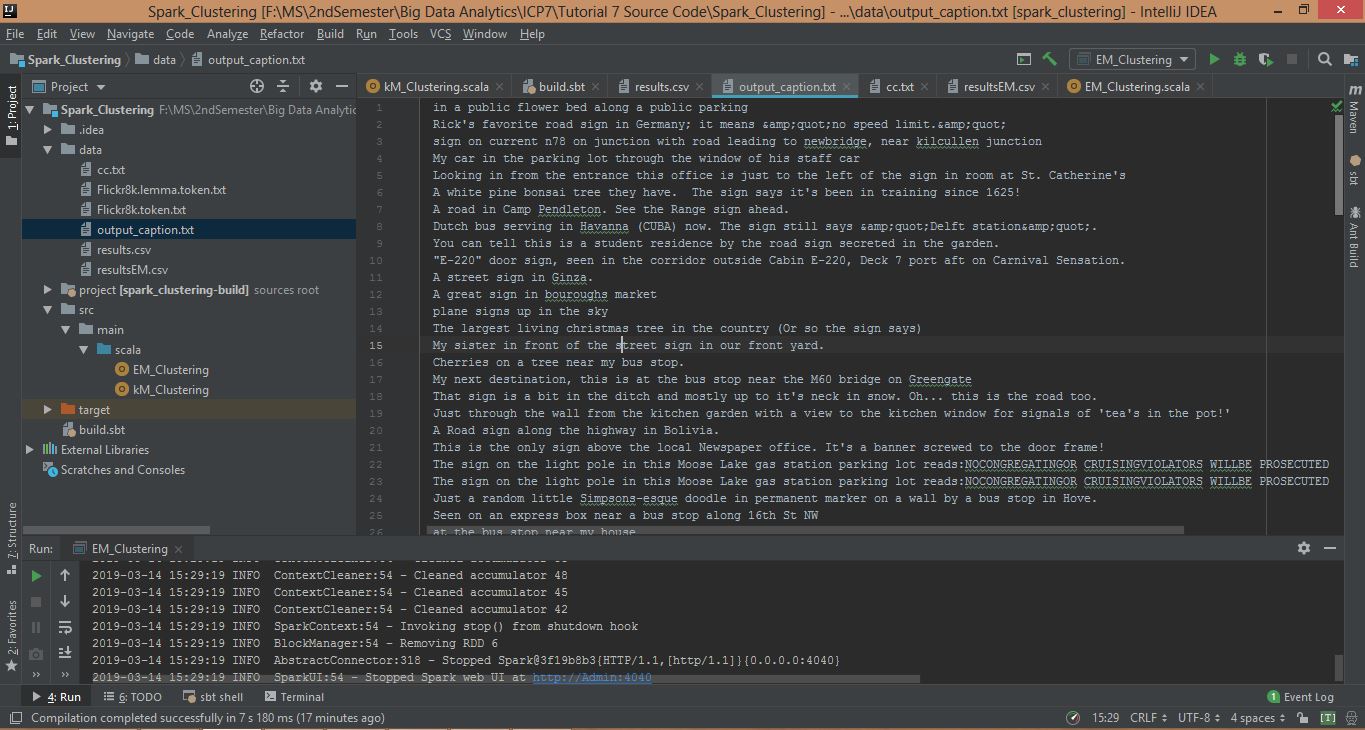 Spark_Clustering [F:\MS\2ndSemester\Big Data Analytics\ICP7\Tutorial 7 Source Code\Spark_Clustering] - ...\data\output_caption.txt [spark_clustering] - IntelliJ IDEA
File Edit View Navigate Code Analyze Refactor Build Run Tools VCS Window Help
Spark_Clustering data output_caption.txt
EM_Clustering
Project
kM_Clustering.scala build.sbt results.csv output_caption.txt cc.txt resultsEM.csv EM_Clustering.scala
1: Project
Maven
sbt
Ant Build
Spark_Clustering F:\MS\2ndSemester\Big Data Analytic
.idea
data
cc.txt
Flickr8k.lemma.token.txt
Flickr8k.token.txt
output_caption.txt
results.csv
resultsEM.csv
project [spark_clustering-build] sources root
src
main
scala
EM_Clustering
kM_Clustering
target
build.sbt
External Libraries
Scratches and Consoles
1 in a public flower bed along a public parking
2 Rick's favorite road sign in Germany; it means &amp;quot;no speed limit.&amp;quot;
3 sign on current n78 on junction with road leading to newbridge, near kilcullen junction
4 My car in the parking lot through the window of his staff car
5 Looking in from the entrance this office is just to the left of the sign in room at St. Catherine's
6 A white pine bonsai tree they have.  The sign says it's been in training since 1625!
7 A road in Camp Pendleton. See the Range sign ahead.
8 Dutch bus serving in Havanna (CUBA) now. The sign still says &amp;quot;Delft station&amp;quot;.
9 You can tell this is a student residence by the road sign secreted in the garden.
10 "E-220" door sign, seen in the corridor outside Cabin E-220, Deck 7 port aft on Carnival Sensation.
11 A street sign in Ginza.
12 A great sign in bouroughs market
13 plane signs up in the sky
14 The largest living christmas tree in the country (Or so the sign says)
15 My sister in front of the street sign in our front yard.
16 Cherries on a tree near my bus stop.
17 My next destination, this is at the bus stop near the M60 bridge on Greengate
18 That sign is a bit in the ditch and mostly up to it's neck in snow. Oh... this is the road too.
19 Just through the wall from the kitchen garden with a view to the kitchen window for signals of 'tea's in the pot!'
20 A Road sign along the highway in Bolivia.
21 This is the only sign above the local Newspaper office. It's a banner screwed to the door frame!
22 The sign on the light pole in this Moose Lake gas station parking lot reads:NOCONGREGATINGOR CRUISINGVIOLATORS WILLBE PROSECUTED
23 The sign on the light pole in this Moose Lake gas station parking lot reads:NOCONGREGATINGOR CRUISINGVIOLATORS WILLBE PROSECUTED
24 Just a random little Simpsons-esque doodle in permanent marker on a wall by a bus stop in Hove.
25 Seen on an express box near a bus stop along 16th St NW
26 at the bus stop near my house
7: Structure
2: Favorites
Run: EM_Clustering
2019-03-14 15:29:19 INFO  ContextCleaner:54 - Cleaned accumulator 48
2019-03-14 15:29:19 INFO  ContextCleaner:54 - Cleaned accumulator 45
2019-03-14 15:29:19 INFO  ContextCleaner:54 - Cleaned accumulator 42
2019-03-14 15:29:19 INFO  SparkContext:54 - Invoking stop() from shutdown hook
2019-03-14 15:29:19 INFO  BlockManager:54 - Removing RDD 6
2019-03-14 15:29:19 INFO  AbstractConnector:318 - Stopped Spark@3f19b8b3{HTTP/1.1,[http/1.1]}{0.0.0.0:4040}
2019-03-14 15:29:19 INFO  SparkUI:54 - Stopped Spark web UI at http://Admin:4040
4: Run 6: TODO sbt shell Terminal 1 Event Log
Compilation completed successfully in 7 s 180 ms (17 minutes ago) 15:29 CRLF UTF-8 4 spaces [T]